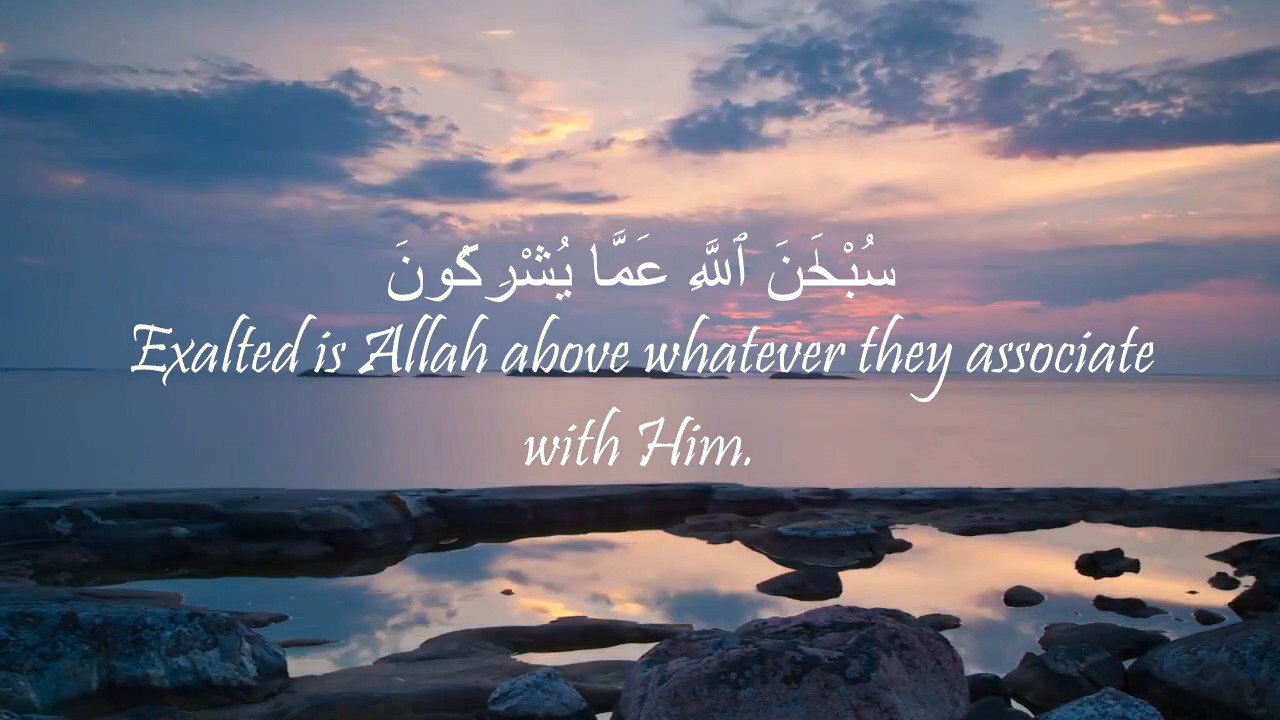 سُبْحَٰنَ ٱللَّهِ عَمَّا يُشْرِكُونَ
Exalted is Allah above whatever they associate
with Him.